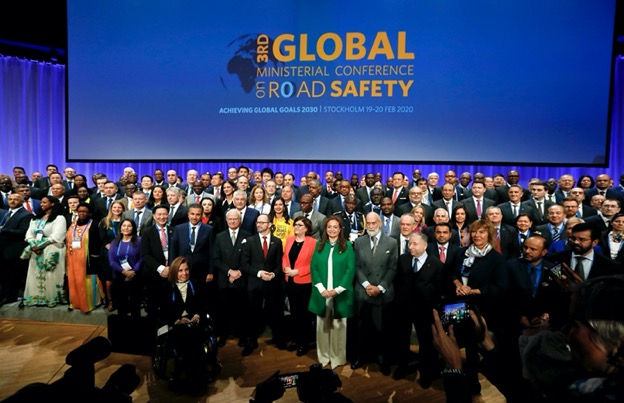 3RD GLOBAL
MINISTERIAL CONFERENCE
on ROAD SAFETY
ACHIEVING GLOBAL GOALS 2030 | STOCKHOLM 19-20 FEB 2020